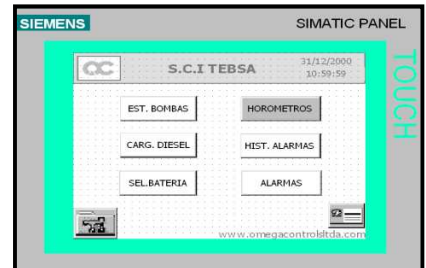 SIEMENS
SIMATIC PANEL
TOUCH
OC
S.C.I TEBSA
31/12/2000
10:59:59
EST. BOMBAS
HOROMETROS
CARG. DIESEL
HIST. ALARMAS
SEL.BATERIA
ALARMAS
www.omegacontrolsltda.com